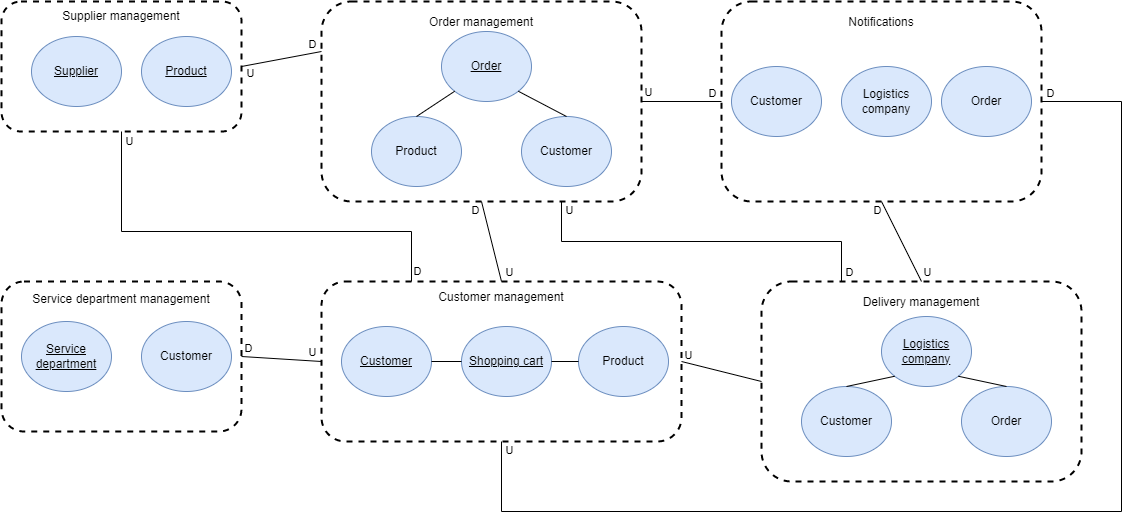 Supplier management
Supplier
Product
U
D
U
Order management
Order
Product
Customer
U
D
D
U
Notifications
Customer
Logistics
company
Order
D
D
Service department management
Service
department
Customer
D
U
D
U
Customer management
Customer
Shopping cart
Product
U
U
D
U
Delivery management
Logistics
company
Customer
Order